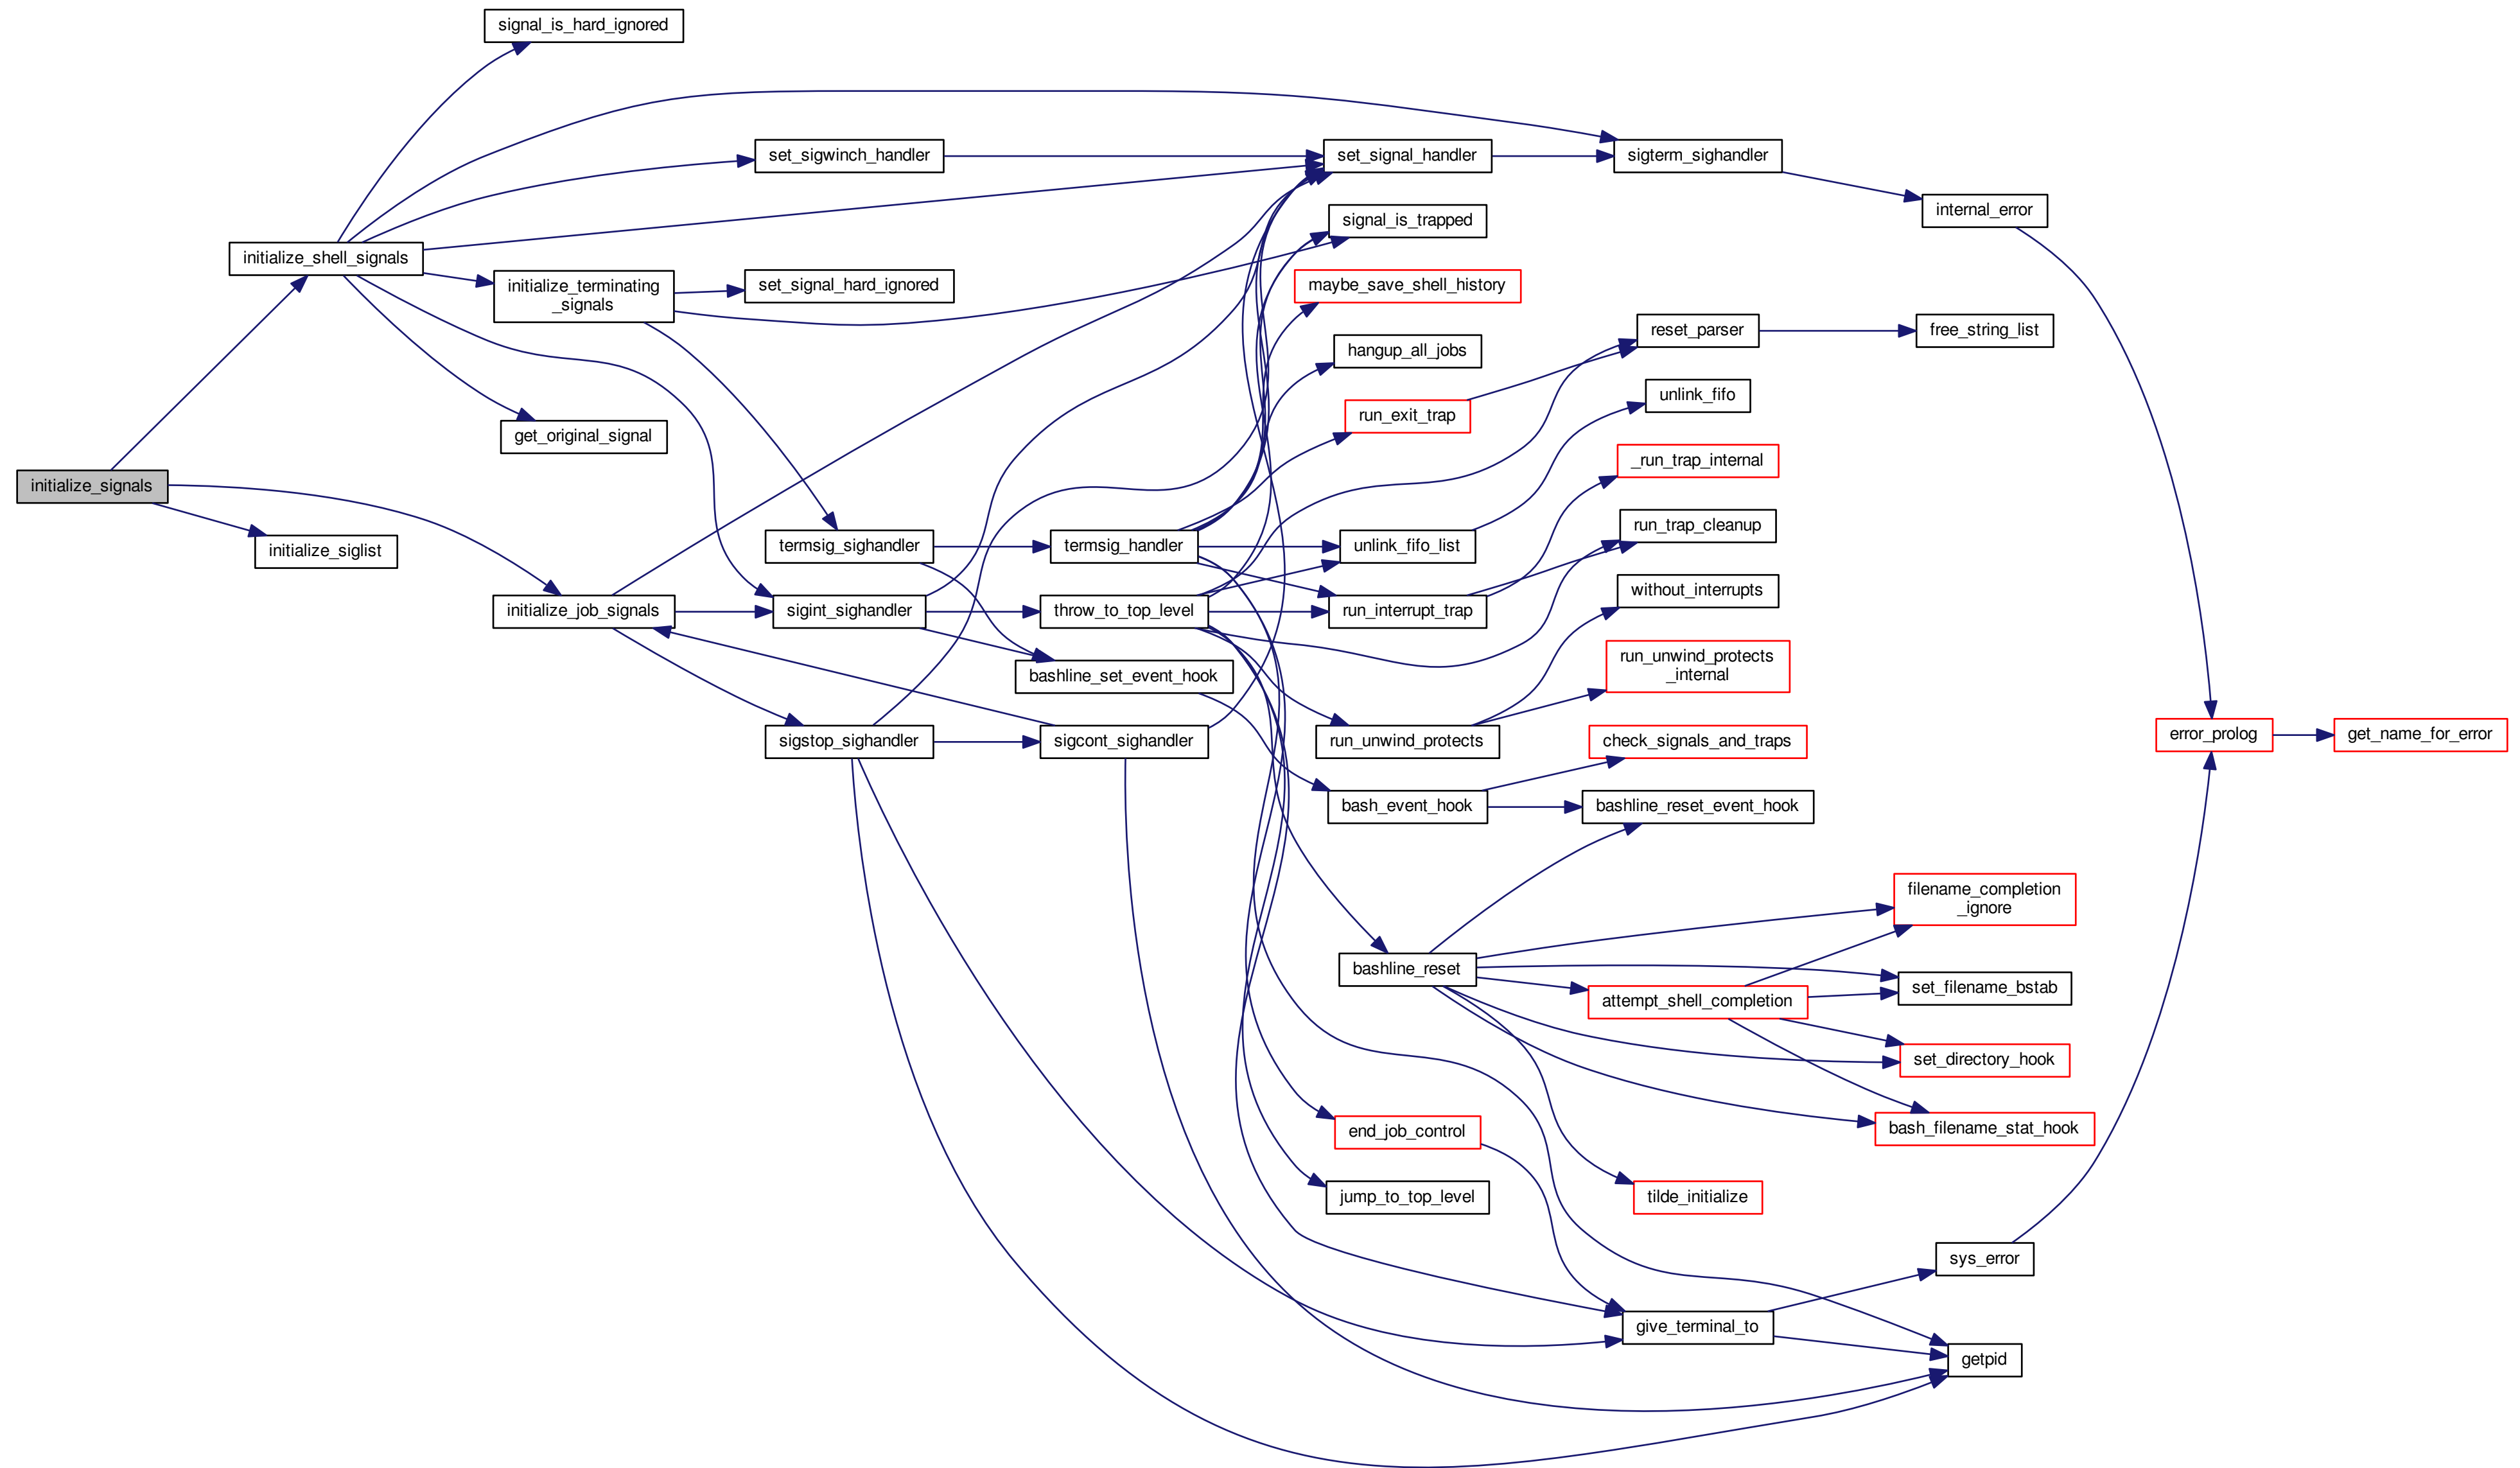 signal_is_hard_ignored
set_sigwinch_handler
set_signal_handler
sigterm_sighandler
internal_error
signal_is_trapped
initialize_shell_signals
initialize_terminating
_signals
set_signal_hard_ignored
maybe_save_shell_history
reset_parser
free_string_list
hangup_all_jobs
unlink_fifo
run_exit_trap
get_original_signal
_run_trap_internal
initialize_signals
run_trap_cleanup
initialize_siglist
termsig_sighandler
termsig_handler
unlink_fifo_list
without_interrupts
initialize_job_signals
sigint_sighandler
throw_to_top_level
run_interrupt_trap
run_unwind_protects
_internal
bashline_set_event_hook
sigstop_sighandler
sigcont_sighandler
run_unwind_protects
check_signals_and_traps
error_prolog
get_name_for_error
bash_event_hook
bashline_reset_event_hook
filename_completion
_ignore
bashline_reset
set_filename_bstab
attempt_shell_completion
set_directory_hook
bash_filename_stat_hook
end_job_control
jump_to_top_level
tilde_initialize
sys_error
give_terminal_to
getpid